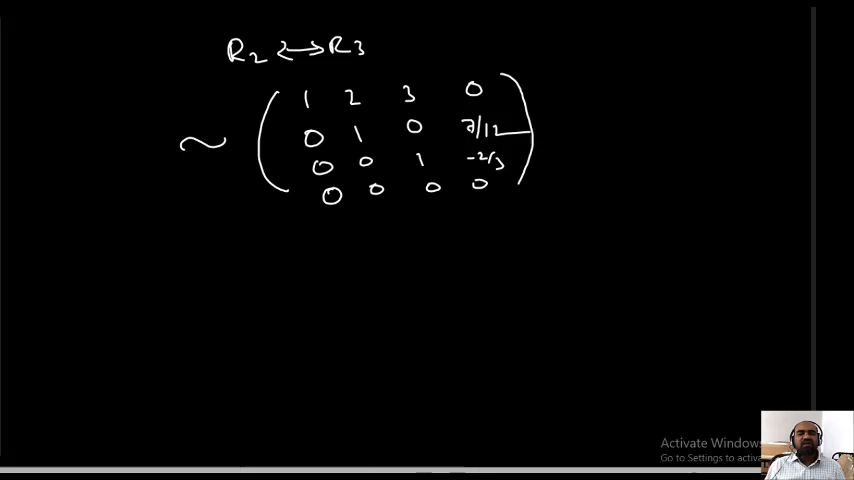 R2 ⟷ R3
1 2 3 0
~ 0 1 0 7/12
0 0 1 -2/3
0 0 0 0
Activate Windows
Go to Settings to activa